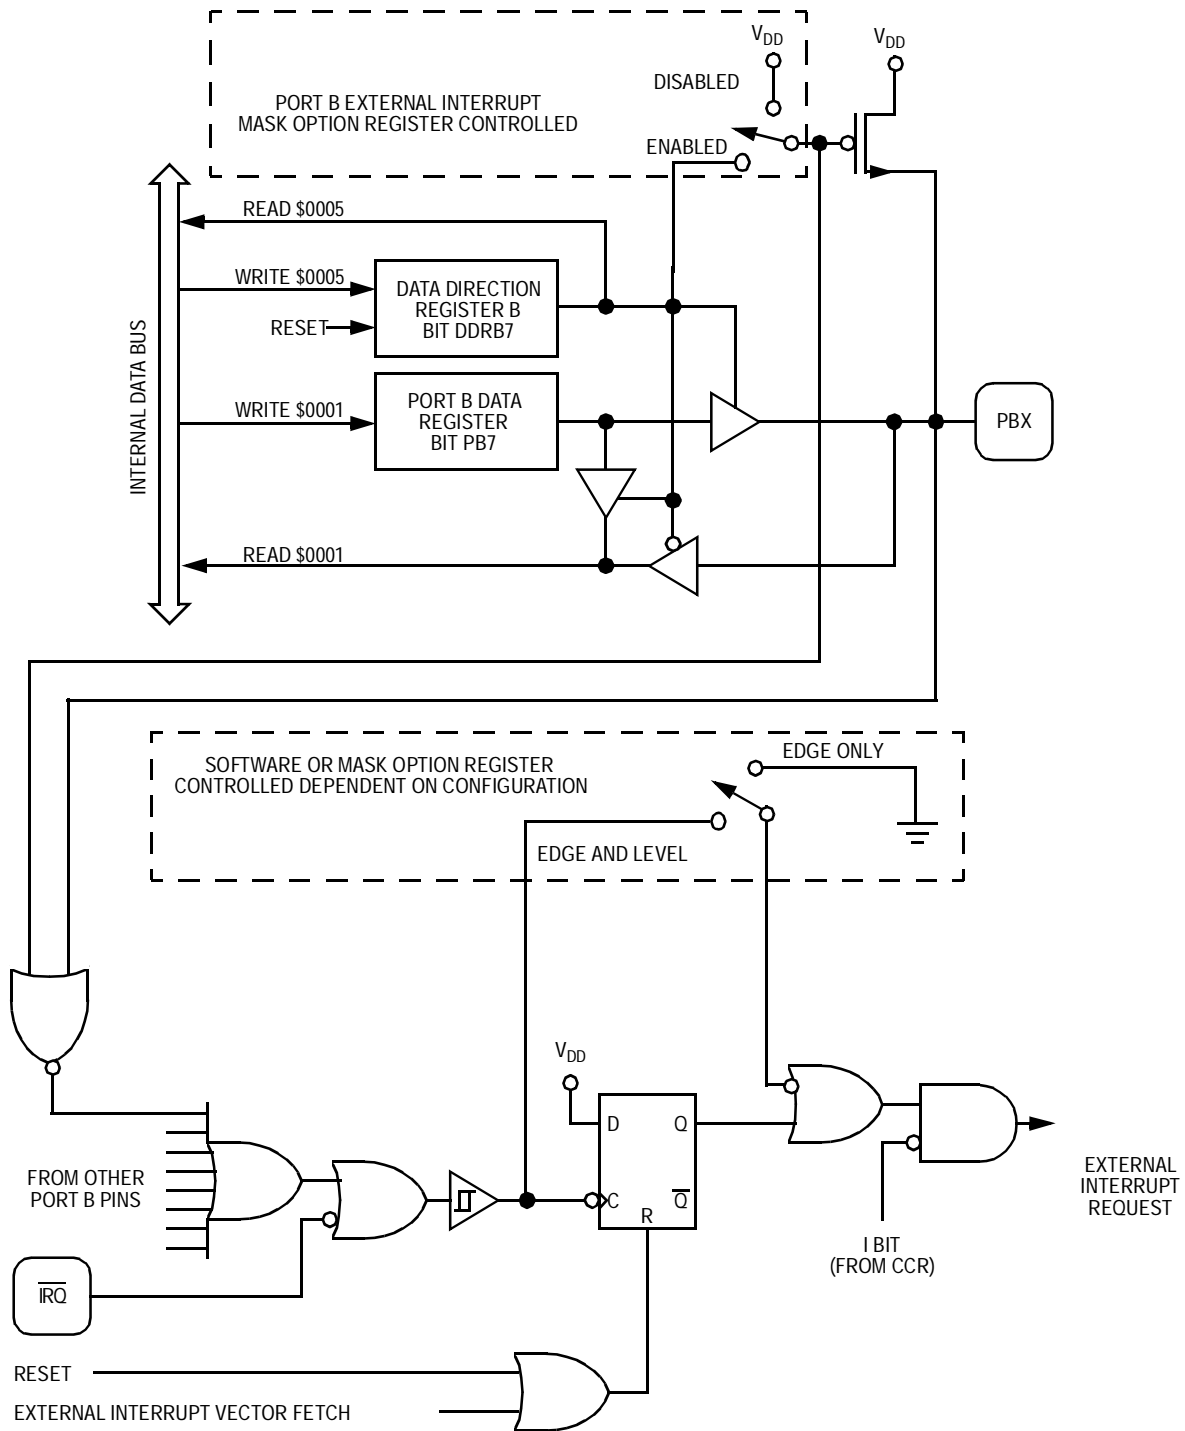 VDD
VDD
DISABLED
PORT B EXTERNAL INTERRUPT
MASK OPTION REGISTER CONTROLLED
ENABLED
READ $0005
WRITE $0005
DATA DIRECTION
REGISTER B
BIT DDRB7
RESET
INTERNAL DATA BUS
WRITE $0001
PORT B DATA
REGISTER
BIT PB7
PBX
READ $0001
EDGE ONLY
SOFTWARE OR MASK OPTION REGISTER
CONTROLLED DEPENDENT ON CONFIGURATION
EDGE AND LEVEL
VDD
D
Q
C
Q̅
R
FROM OTHER
PORT B PINS
EXTERNAL
INTERRUPT
REQUEST
I BIT
(FROM CCR)
I̅R̅Q̅
RESET
EXTERNAL INTERRUPT VECTOR FETCH